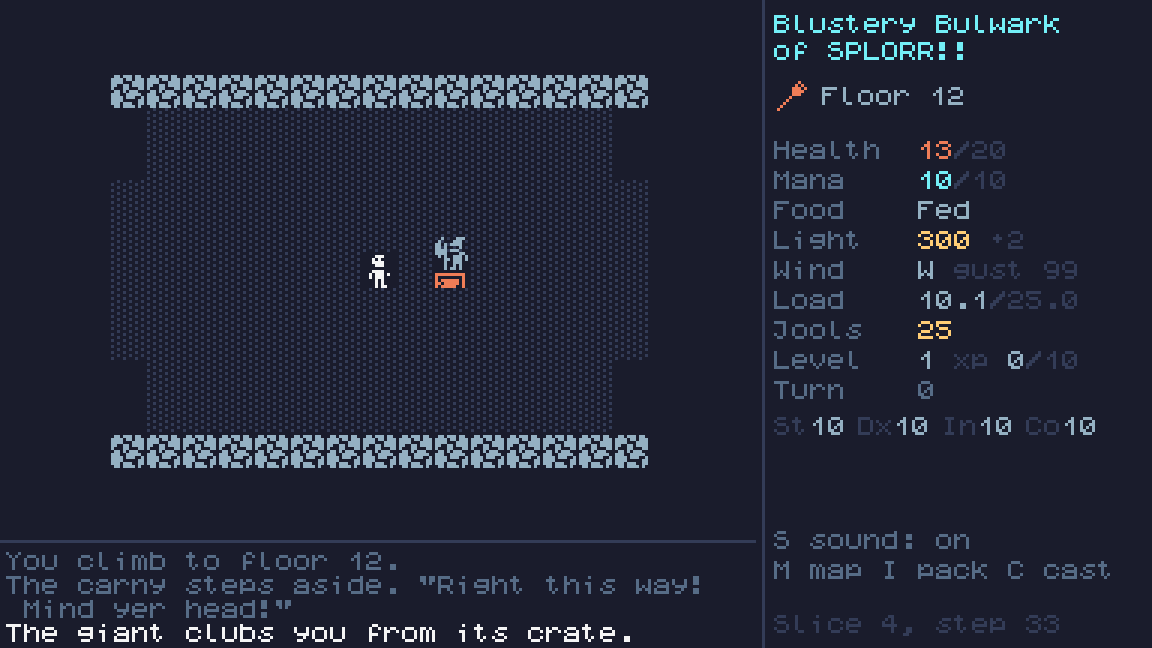 Blustery Bulwark
of SPLORR!!
Floor 12
Health 13/20
Mana 10/10
Food Fed
Light 300 +2
Wind W gust 99
Load 10.1/25.0
Jools 25
Level 1 xp 0/10
Turn 0
St10 Dx10 In10 Co10
S sound: on
M map I pack C cast
Slice 4, step 33
You climb to floor 12.
The carny steps aside. "Right this way!
Mind yer head!"
The giant clubs you from its crate.